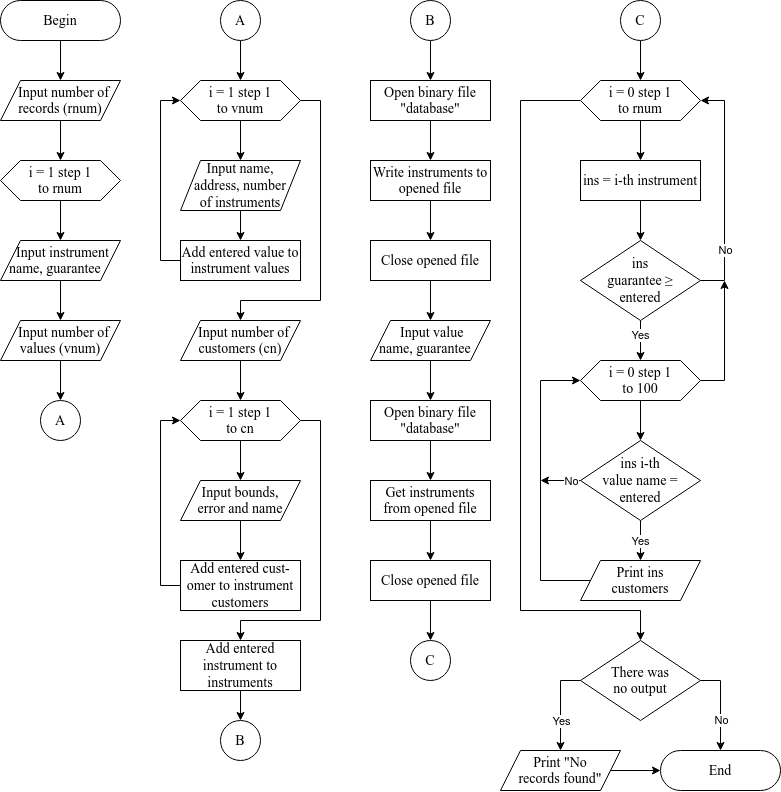 Begin
Input number of
records (rnum)
i = 1 step 1
to rnum
Input instrument
name, guarantee
Input number of
values (vnum)
A
A
i = 1 step 1
to vnum
Input name,
address, number
of instruments
Add entered value to
instrument values
Input number of
customers (cn)
i = 1 step 1
to cn
Input bounds,
error and name
Add entered cust-
omer to instrument
customers
Add entered
instrument to
instruments
B
B
Open binary file
"database"
Write instruments to
opened file
Close opened file
Input value
name, guarantee
Open binary file
"database"
Get instruments
from opened file
Close opened file
C
C
i = 0 step 1
to rnum
ins = i-th instrument
No
ins
guarantee ≥
entered
Yes
i = 0 step 1
to 100
ins i-th
value name =
entered
No
Yes
Print ins
customers
There was
no output
Yes
No
Print "No
records found"
End